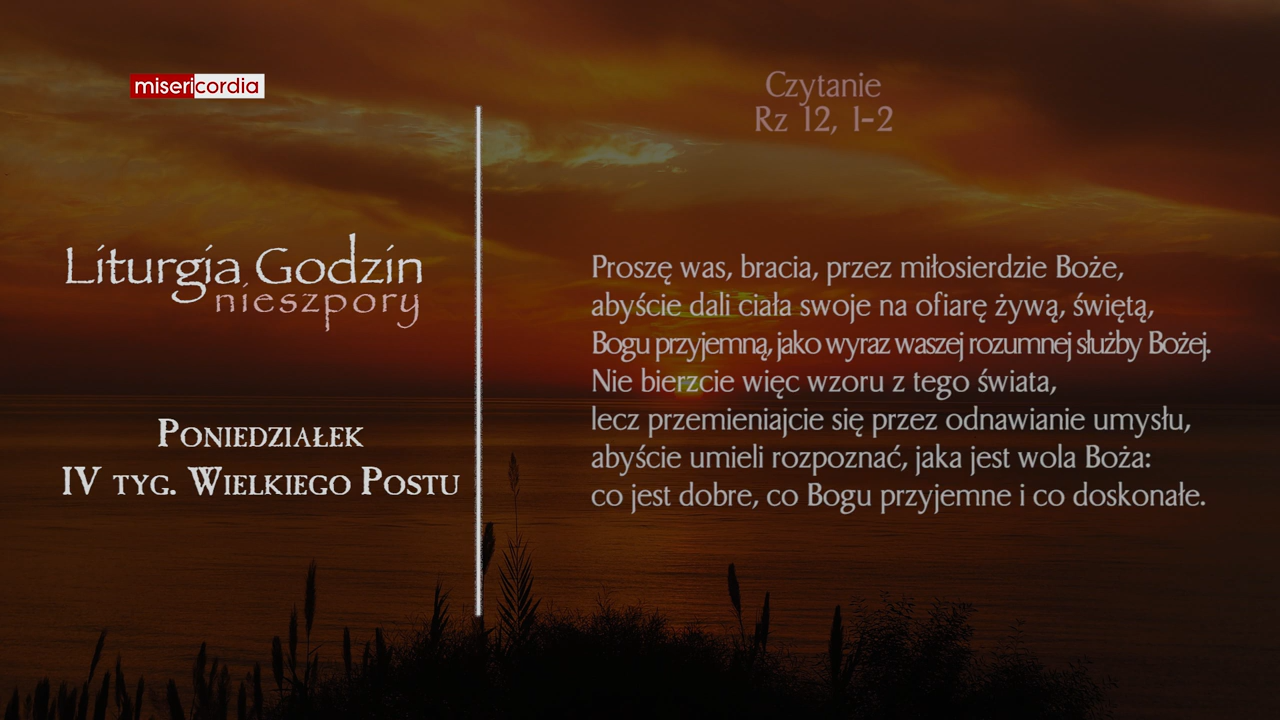 misericordia
Liturgia Godzin
nieszpory
Poniedziałek
IV tyg. Wielkiego Postu
Czytanie
Rz 12, 1-2
Proszę was, bracia, przez miłosierdzie Boże,
abyście dali ciała swoje na ofiarę żywą, świętą,
Bogu przyjemną, jako wyraz waszej rozumnej służby Bożej.
Nie bierzcie więc wzoru z tego świata,
lecz przemieniajcie się przez odnawianie umysłu,
abyście umieli rozpoznać, jaka jest wola Boża:
co jest dobre, co Bogu przyjemne i co doskonałe.